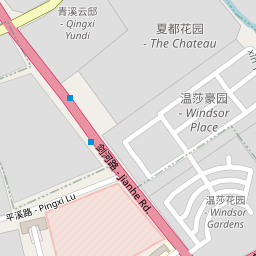 青溪云邸
- Qingxi
Yundi
夏都花园
- The Chateau
温莎豪园
- Windsor
Place
剑河路 - Jianhe Rd.
平溪路 - Pingxi Lu
温莎花园
- Windsor
Gardens